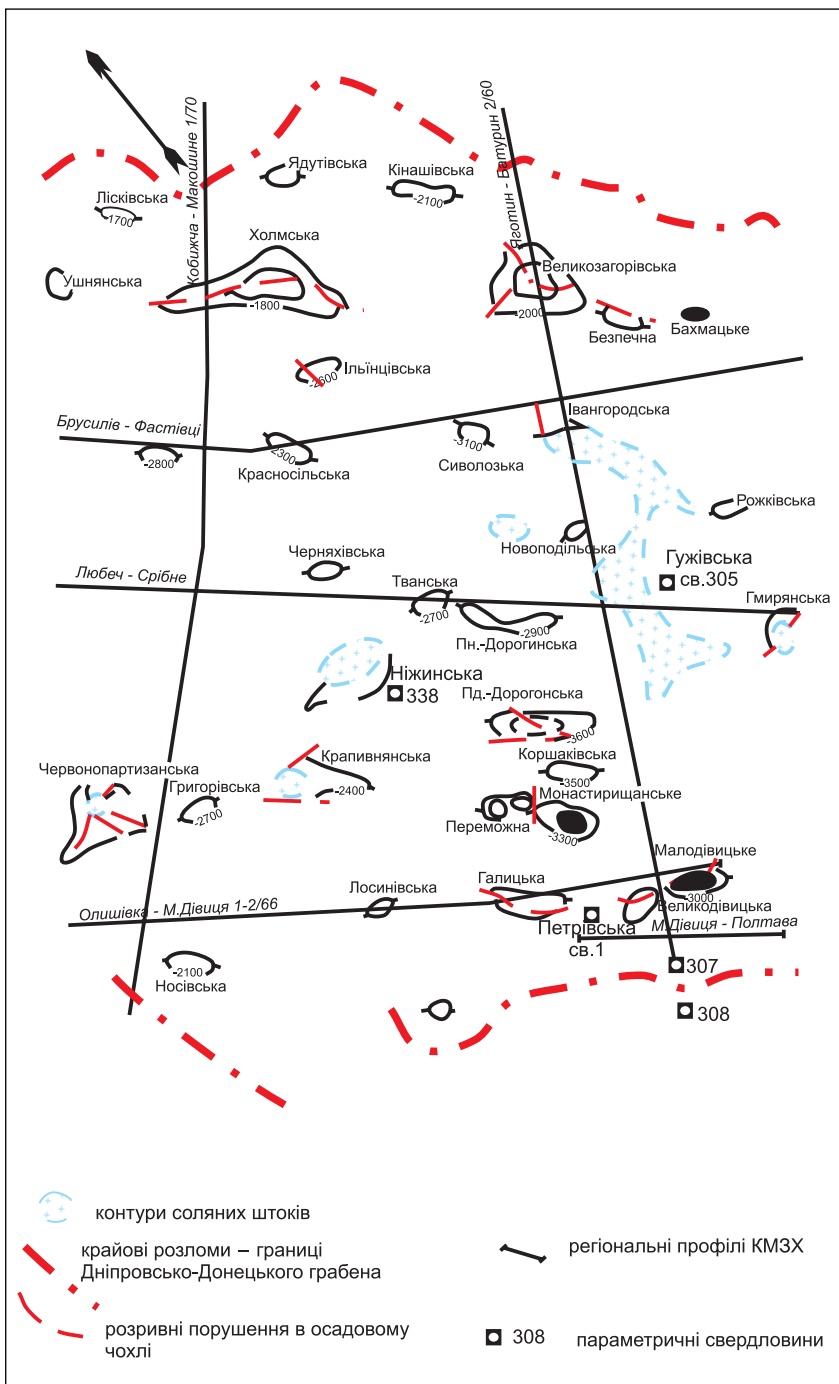 Кобижча - Макошине 1/70
Яготин - Батурин 2/60
Ядутівська
Кінашівська
-2100
Лісківська
-1700
Холмська
Ушнянська
-1800
Великозагорівська
-2000
Безпечна
Бахмацьке
Ільїнцівська
-2600
Івангородська
Брусилів - Фастівці
-2800
-2300
Красносільська
-3100
Сиволозька
Рожківська
Новоподільська
Черняхівська
Гужівська
св.305
Любеч - Срібне
Тванська
-2700
Гмирянська
-2900
Пн.-Дорогинська
Ніжинська
338
Пд.-Дорогонська
-3600
Крапивнянська
-2400
Коршаківська
-3500
Червонопартизанська
Григорівська
-2700
Монастирищанське
Переможна
-3300
Малодівицьке
-3000
Галицька
Лосинівська
Олишівка - М.Дівиця 1-2/66
Великодівицька
М.Дівиця - Полтава
Петрівська
св.1
-2100
Носівська
307
308
контури соляних штоків
крайові розломи – границі
Дніпровсько-Донецького грабена
розривні порушення в осадовому
чохлі
регіональні профілі КМЗХ
308
параметричні свердловини